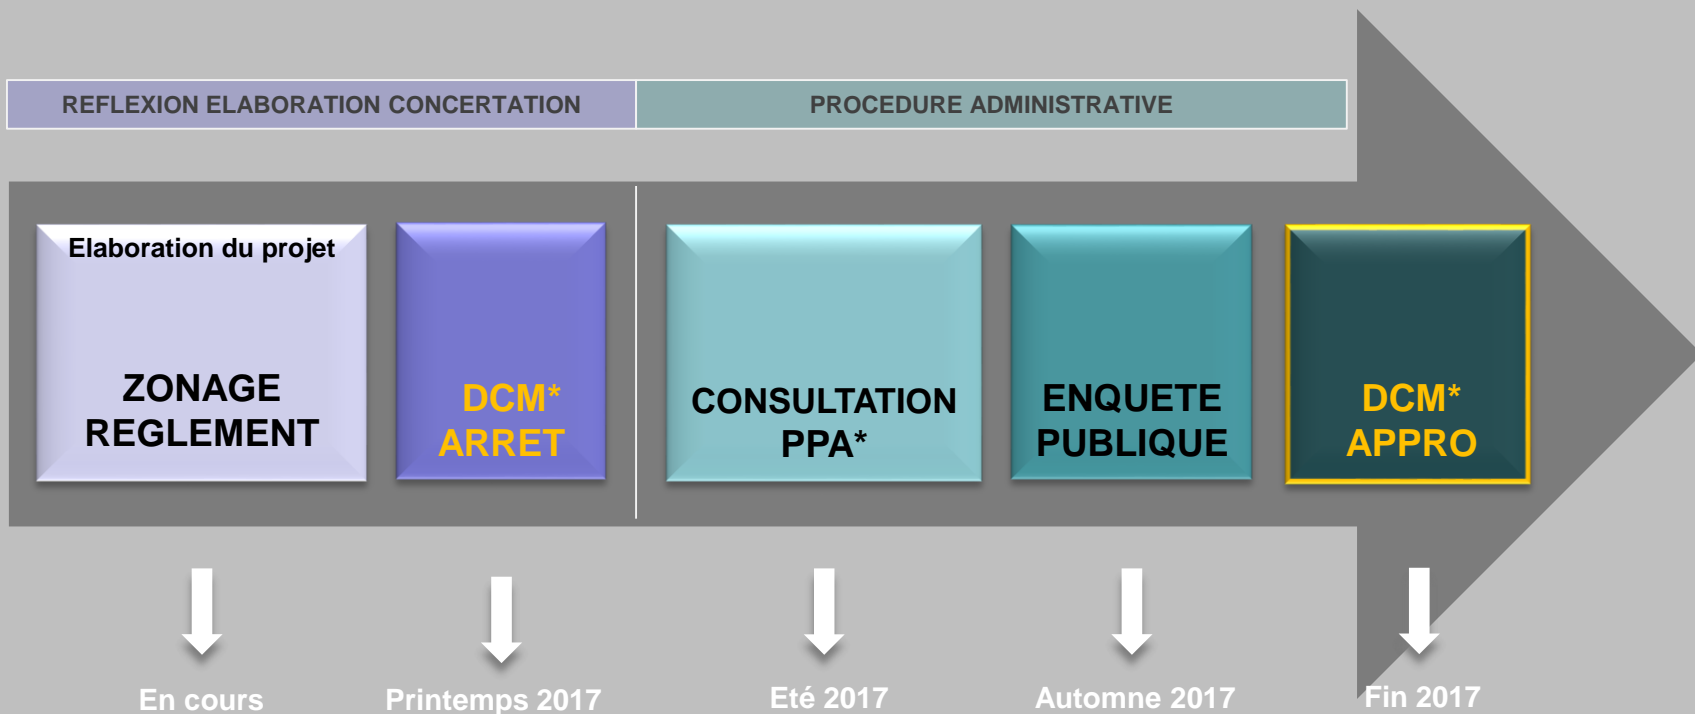 REFLEXION ELABORATION CONCERTATION
PROCEDURE ADMINISTRATIVE
Elaboration du projet
ZONAGE
REGLEMENT
DCM*
ARRET
CONSULTATION
PPA*
ENQUETE
PUBLIQUE
DCM*
APPRO
En cours
Printemps 2017
Eté 2017
Automne 2017
Fin 2017